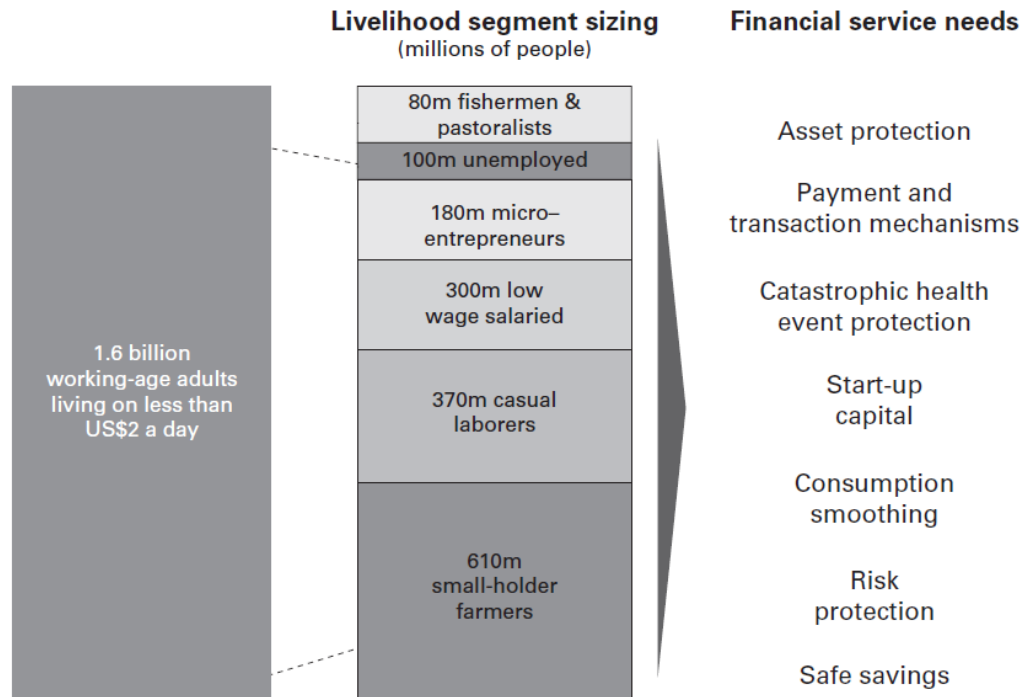 Livelihood segment sizing
(millions of people)
Financial service needs
1.6 billion
working-age adults
living on less than
US$2 a day
80m fishermen &
pastoralists
100m unemployed
180m micro–
entrepreneurs
300m low
wage salaried
370m casual
laborers
610m
small-holder
farmers
Asset protection
Payment and
transaction mechanisms
Catastrophic health
event protection
Start-up
capital
Consumption
smoothing
Risk
protection
Safe savings